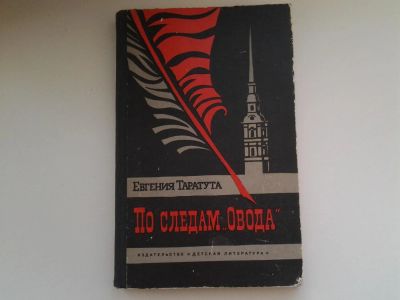 Евгения Таратута
По следам „Овода"
издательство «детская литература»